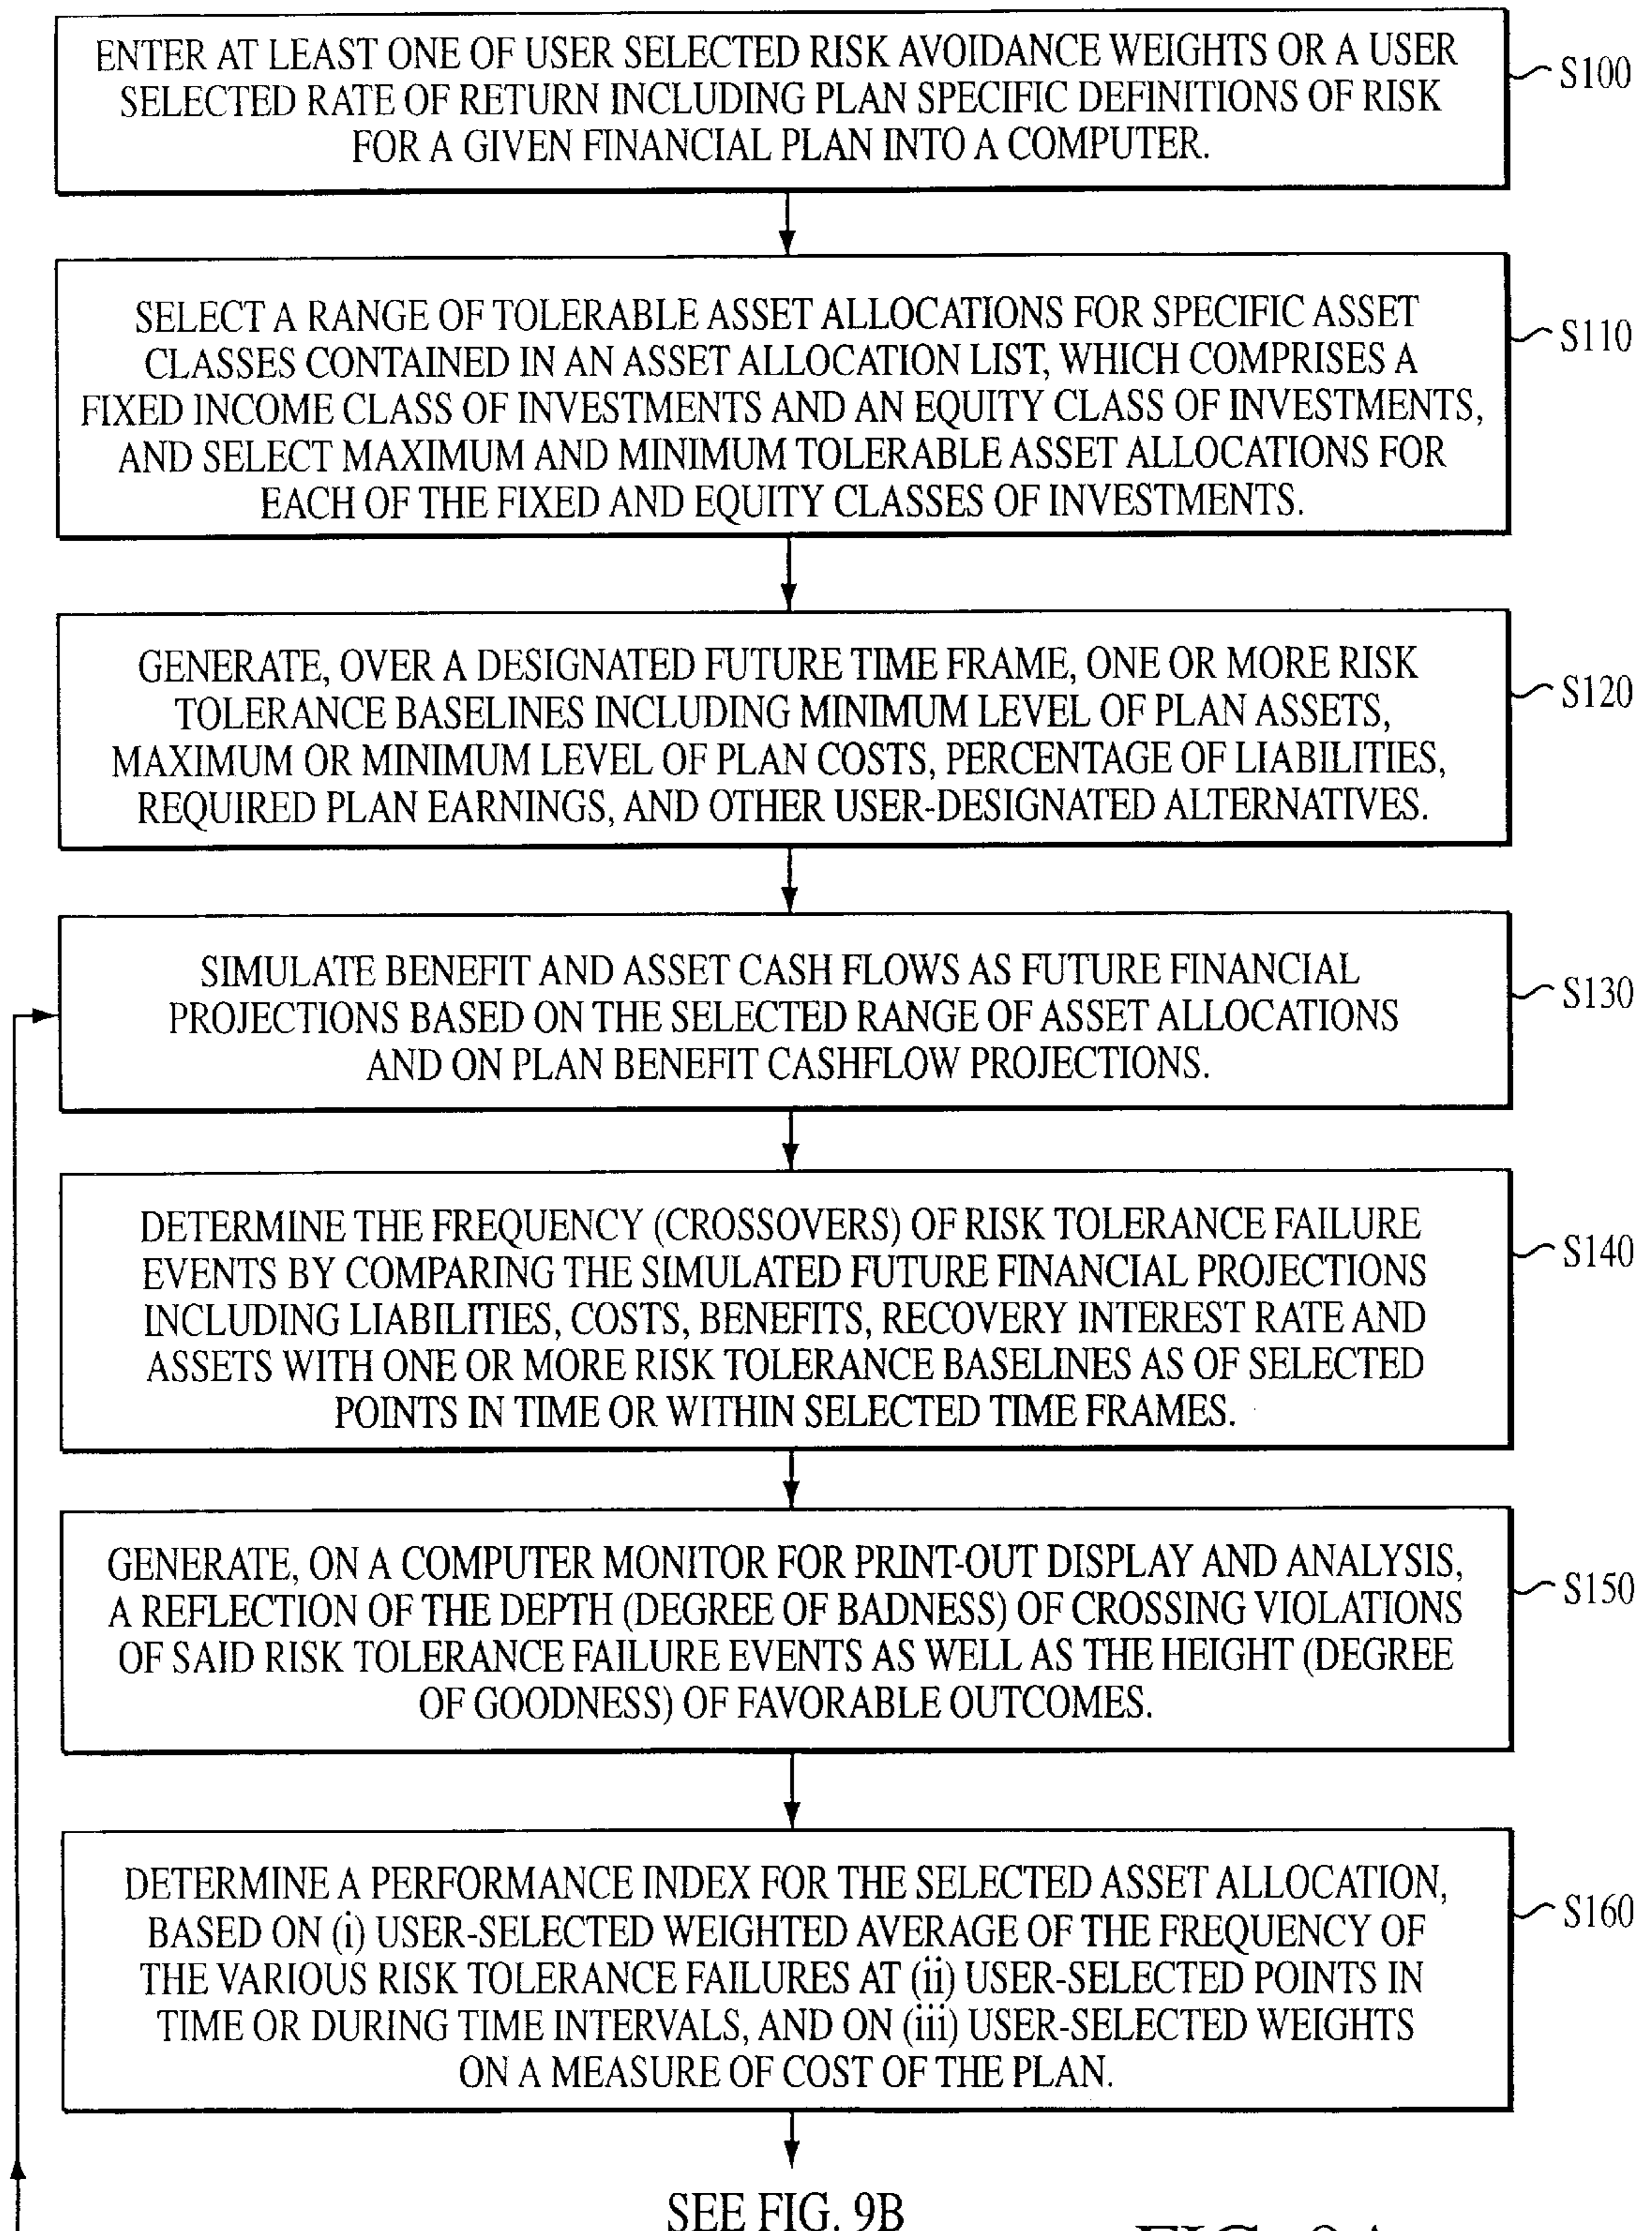 ENTER AT LEAST ONE OF USER SELECTED RISK AVOIDANCE WEIGHTS OR A USER
SELECTED RATE OF RETURN INCLUDING PLAN SPECIFIC DEFINITIONS OF RISK
FOR A GIVEN FINANCIAL PLAN INTO A COMPUTER.
S100
SELECT A RANGE OF TOLERABLE ASSET ALLOCATIONS FOR SPECIFIC ASSET
CLASSES CONTAINED IN AN ASSET ALLOCATION LIST, WHICH COMPRISES A
FIXED INCOME CLASS OF INVESTMENTS AND AN EQUITY CLASS OF INVESTMENTS,
AND SELECT MAXIMUM AND MINIMUM TOLERABLE ASSET ALLOCATIONS FOR
EACH OF THE FIXED AND EQUITY CLASSES OF INVESTMENTS.
S110
GENERATE, OVER A DESIGNATED FUTURE TIME FRAME, ONE OR MORE RISK
TOLERANCE BASELINES INCLUDING MINIMUM LEVEL OF PLAN ASSETS,
MAXIMUM OR MINIMUM LEVEL OF PLAN COSTS, PERCENTAGE OF LIABILITIES,
REQUIRED PLAN EARNINGS, AND OTHER USER-DESIGNATED ALTERNATIVES.
S120
SIMULATE BENEFIT AND ASSET CASH FLOWS AS FUTURE FINANCIAL
PROJECTIONS BASED ON THE SELECTED RANGE OF ASSET ALLOCATIONS
AND ON PLAN BENEFIT CASHFLOW PROJECTIONS.
S130
DETERMINE THE FREQUENCY (CROSSOVERS) OF RISK TOLERANCE FAILURE
EVENTS BY COMPARING THE SIMULATED FUTURE FINANCIAL PROJECTIONS
INCLUDING LIABILITIES, COSTS, BENEFITS, RECOVERY INTEREST RATE AND
ASSETS WITH ONE OR MORE RISK TOLERANCE BASELINES AS OF SELECTED
POINTS IN TIME OR WITHIN SELECTED TIME FRAMES.
S140
GENERATE, ON A COMPUTER MONITOR FOR PRINT-OUT DISPLAY AND ANALYSIS,
A REFLECTION OF THE DEPTH (DEGREE OF BADNESS) OF CROSSING VIOLATIONS
OF SAID RISK TOLERANCE FAILURE EVENTS AS WELL AS THE HEIGHT (DEGREE
OF GOODNESS) OF FAVORABLE OUTCOMES.
S150
DETERMINE A PERFORMANCE INDEX FOR THE SELECTED ASSET ALLOCATION,
BASED ON (i) USER-SELECTED WEIGHTED AVERAGE OF THE FREQUENCY OF
THE VARIOUS RISK TOLERANCE FAILURES AT (ii) USER-SELECTED POINTS IN
TIME OR DURING TIME INTERVALS, AND ON (iii) USER-SELECTED WEIGHTS
ON A MEASURE OF COST OF THE PLAN.
S160
SEE FIG. 9B